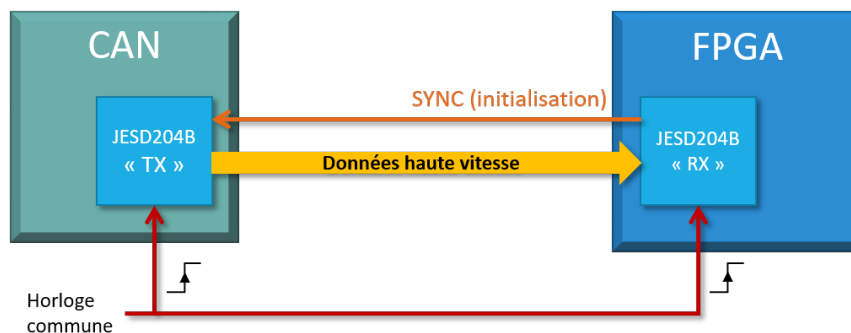 CAN
FPGA
SYNC (initialisation)
JESD204B
« TX »
Données haute vitesse
JESD204B
« RX »
Horloge
commune